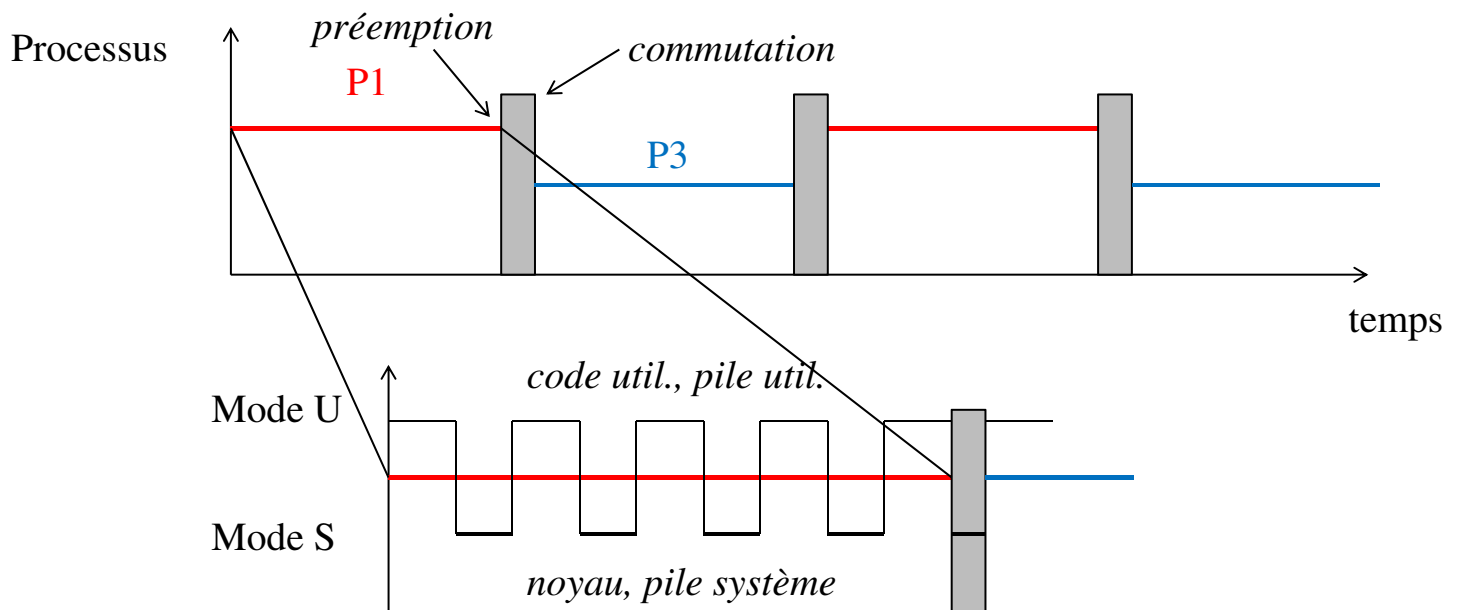 préemption
Processus
commutation
P1
P3
temps
code util., pile util.
Mode U
Mode S
noyau, pile système